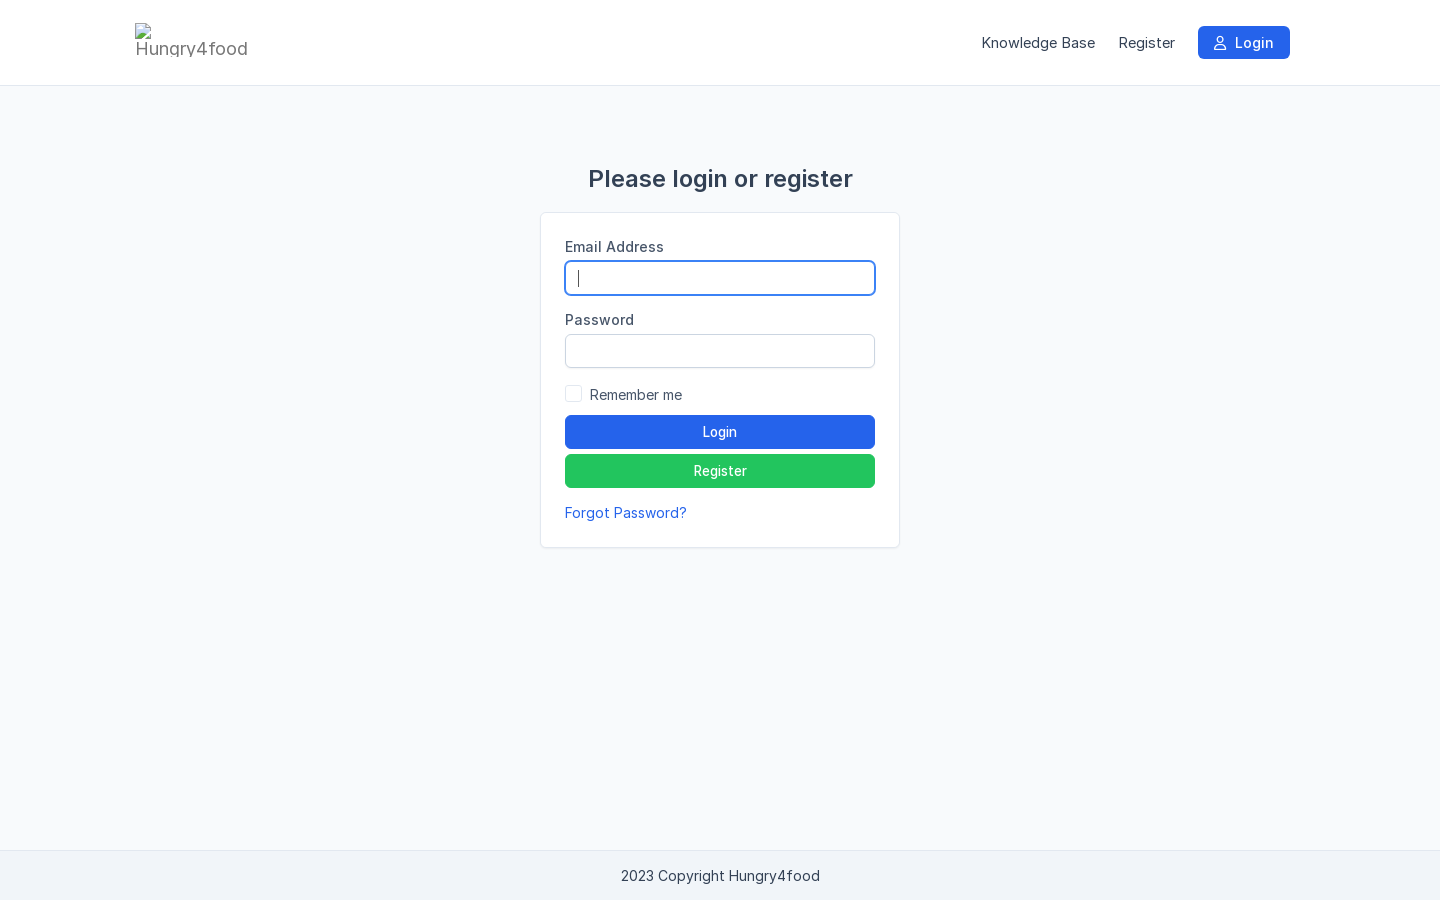 Hungry4food
Knowledge Base
Register
Login
Please login or register
Email Address
Password
Remember me
Login
Register
Forgot Password?
2023 Copyright Hungry4food